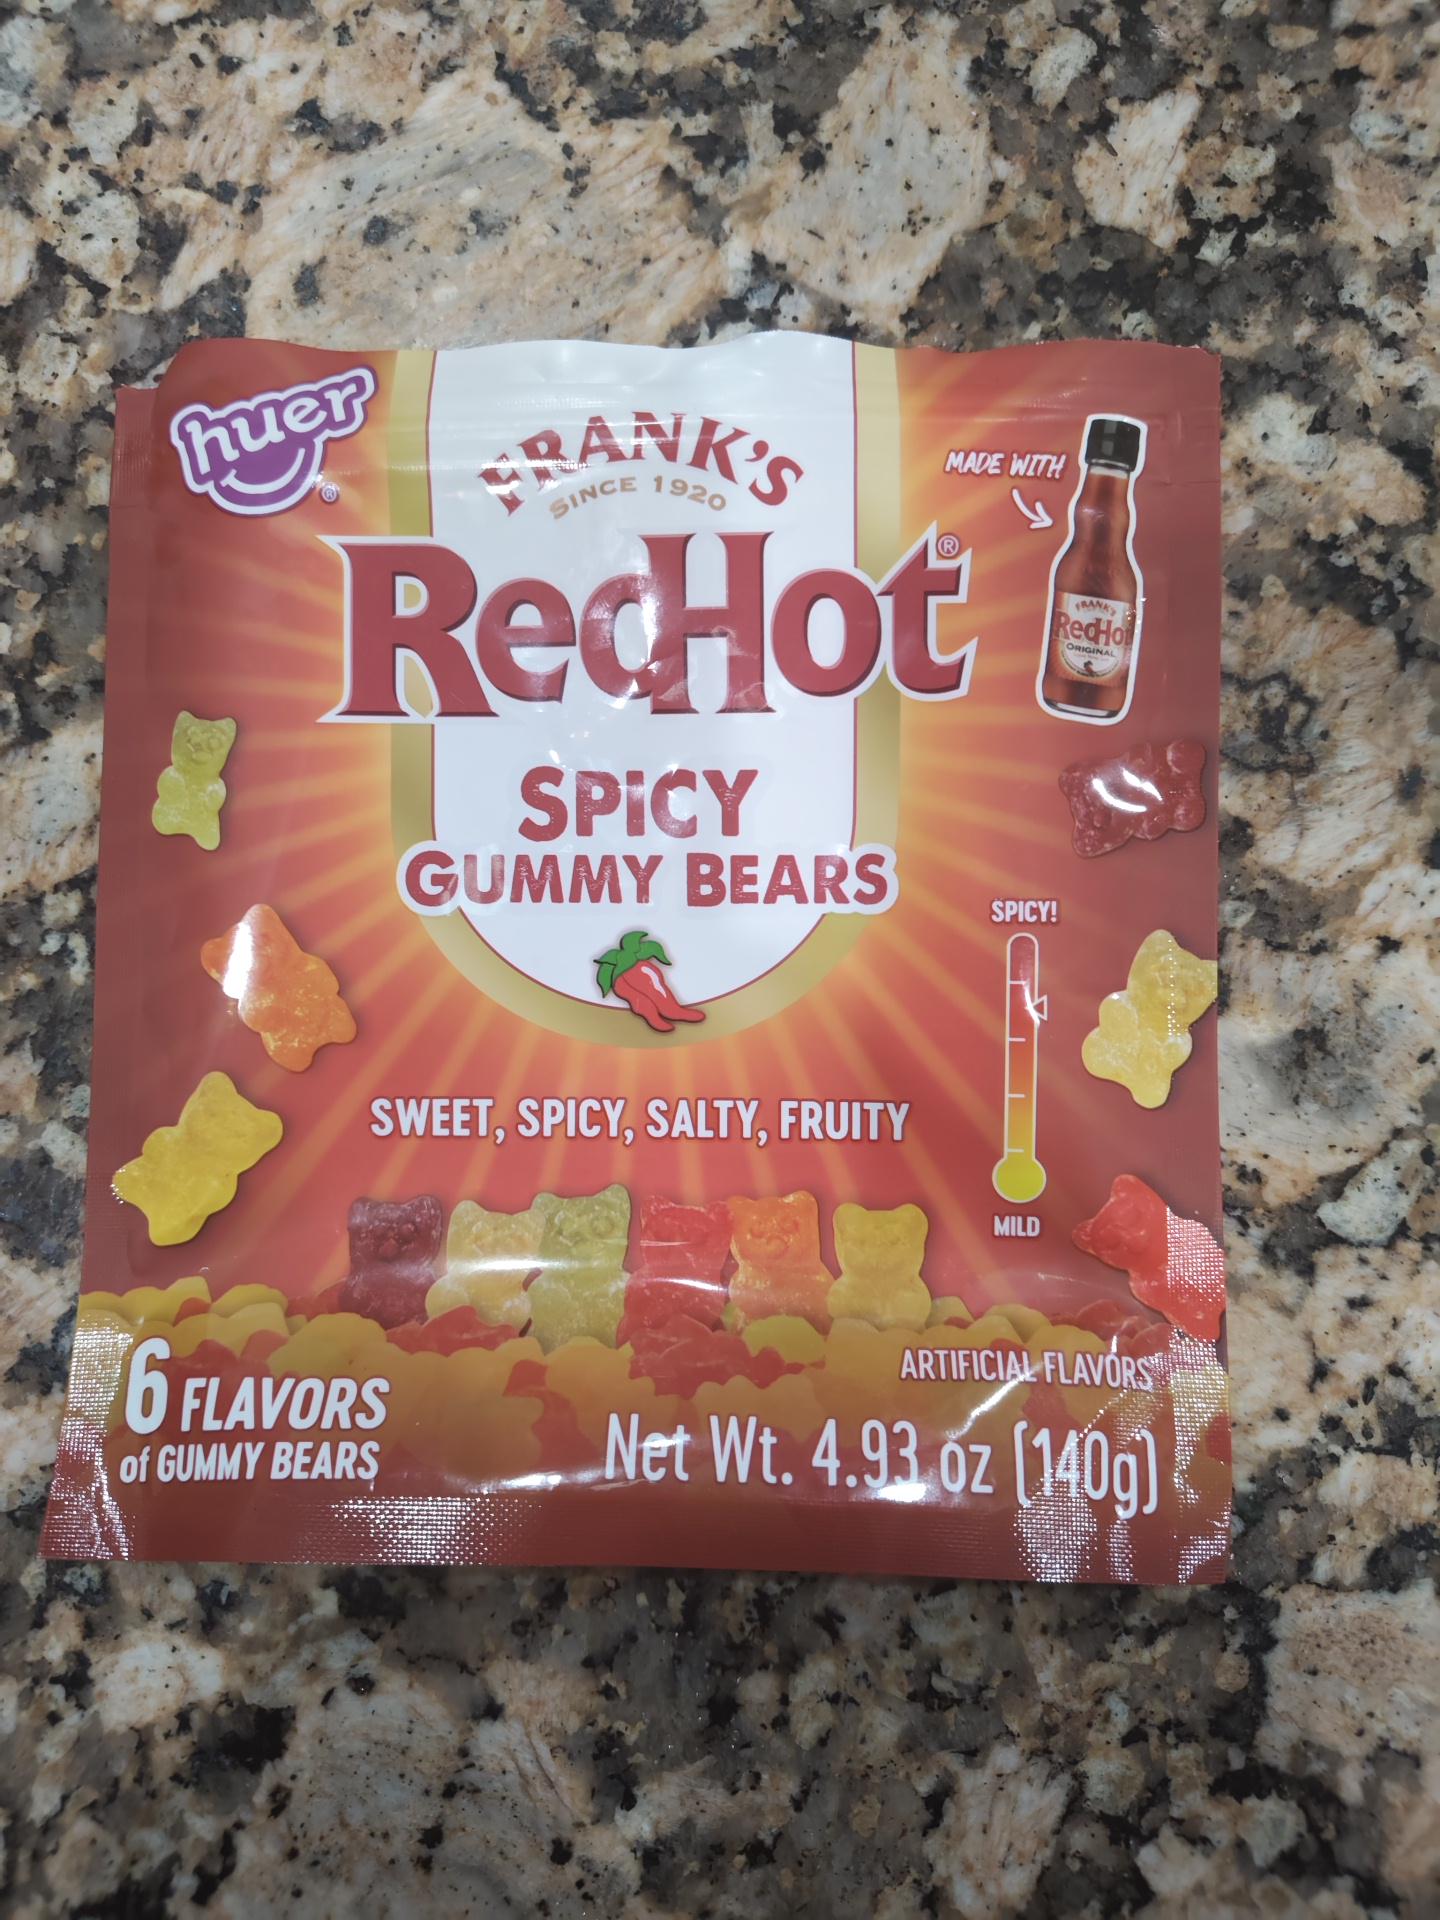 huer®
FRANK'S
SINCE 1920
RedHot®
MADE WITH
FRANK'S
RedHot
ORIGINAL
SPICY
GUMMY BEARS
SPICY!
SWEET, SPICY, SALTY, FRUITY
MILD
6 FLAVORS
of GUMMY BEARS
ARTIFICIAL FLAVORS
Net Wt. 4.93 oz (140g)